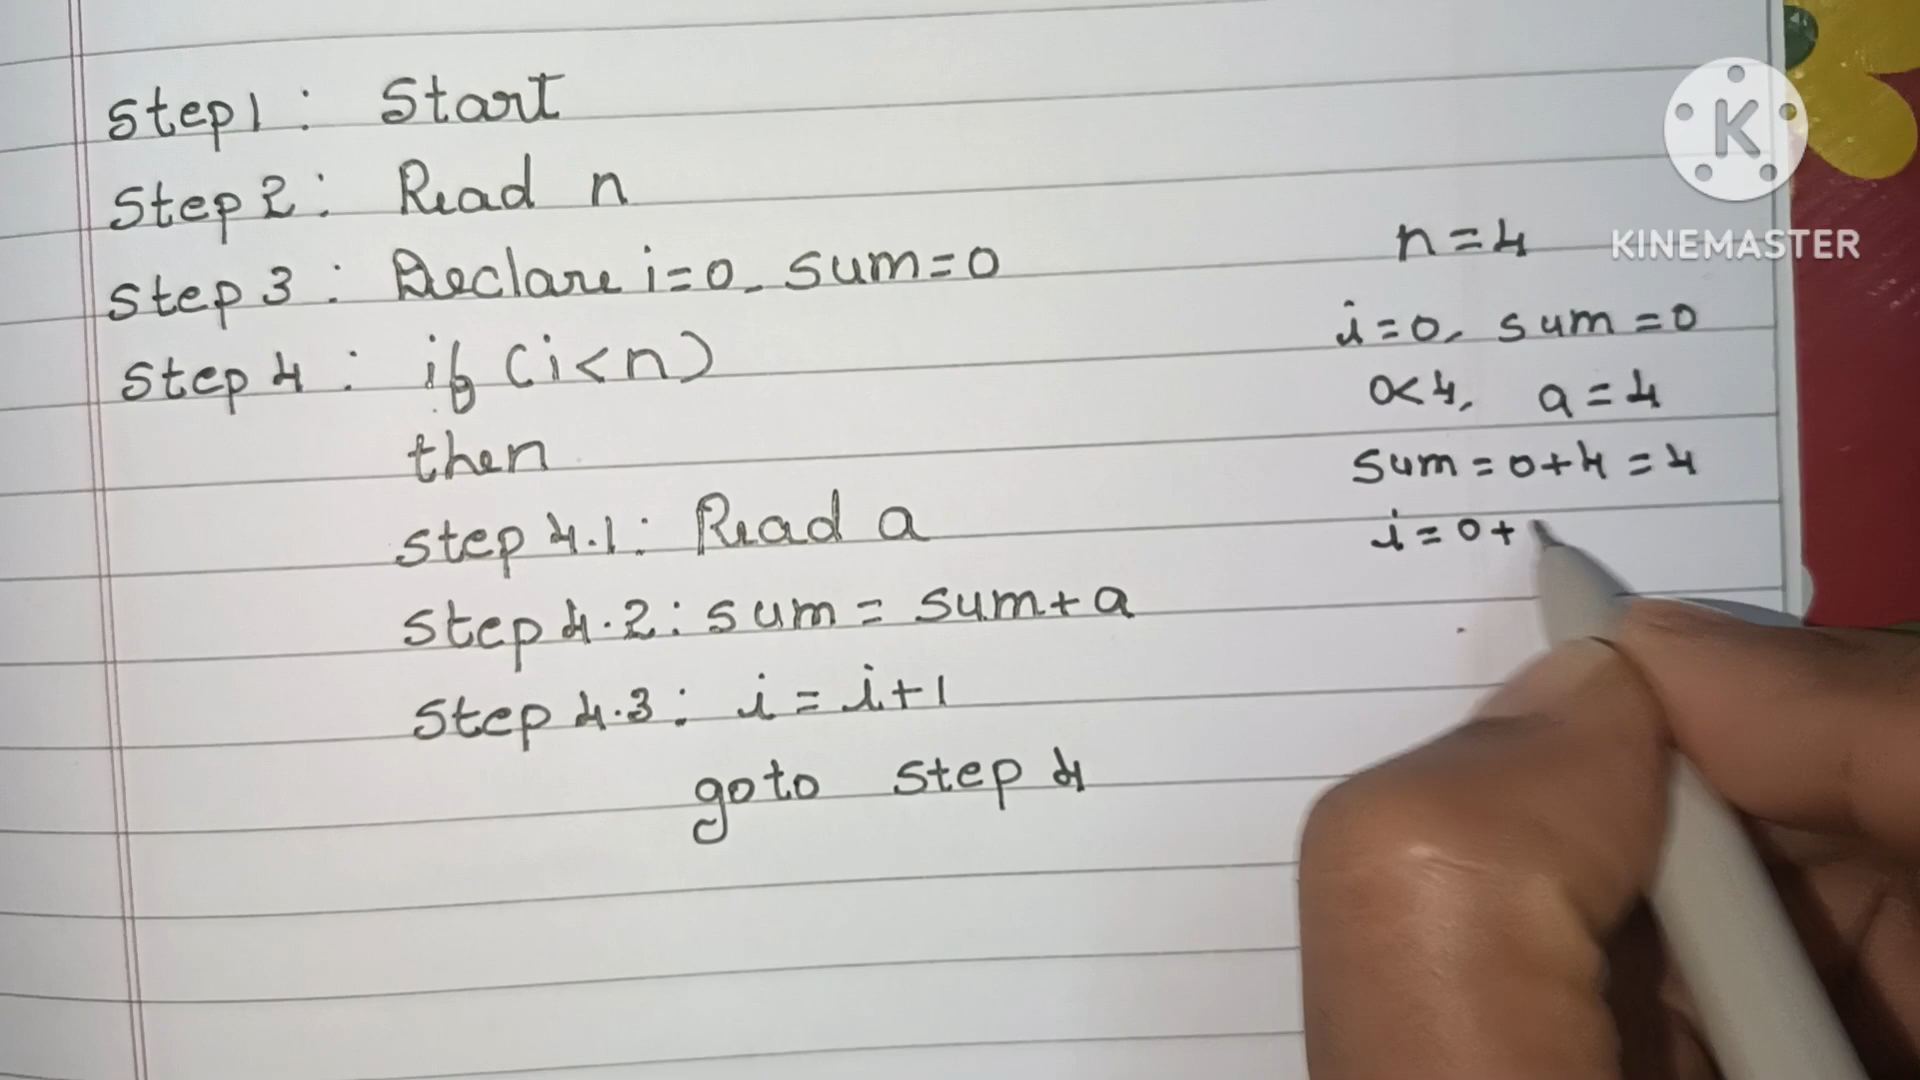 Step1 : Start
Step2 : Read n
Step 3 : Declare i=0, sum=0
Step 4 : if (i<n)
then
Step 4.1 : Read a
Step 4.2 : sum = sum+a
Step 4.3 : i = i+1
goto step 4
K
KINEMASTER
n=4
i=0, sum=0
0<4, a=4
sum=0+4=4
i=0+